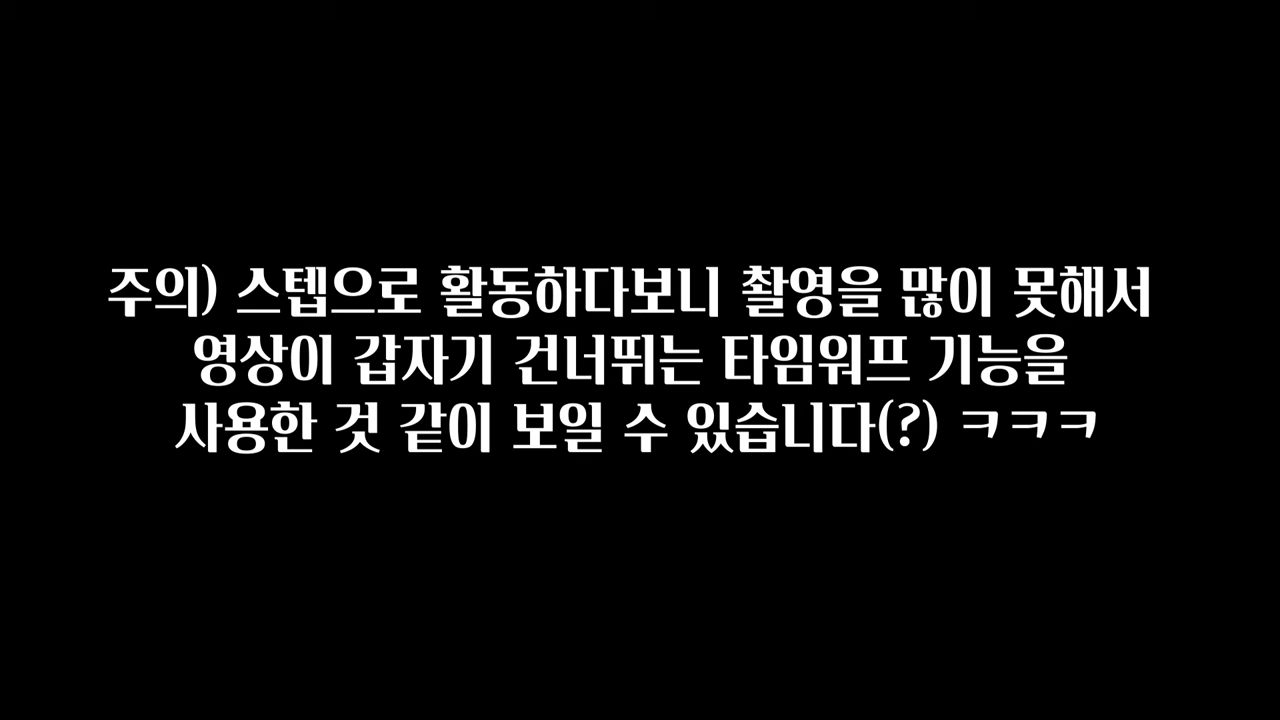 주의) 스텝으로 활동하다보니 촬영을 많이 못해서
영상이 갑자기 건너뛰는 타임워프 기능을
사용한 것 같이 보일 수 있습니다(?) ㅋㅋㅋ